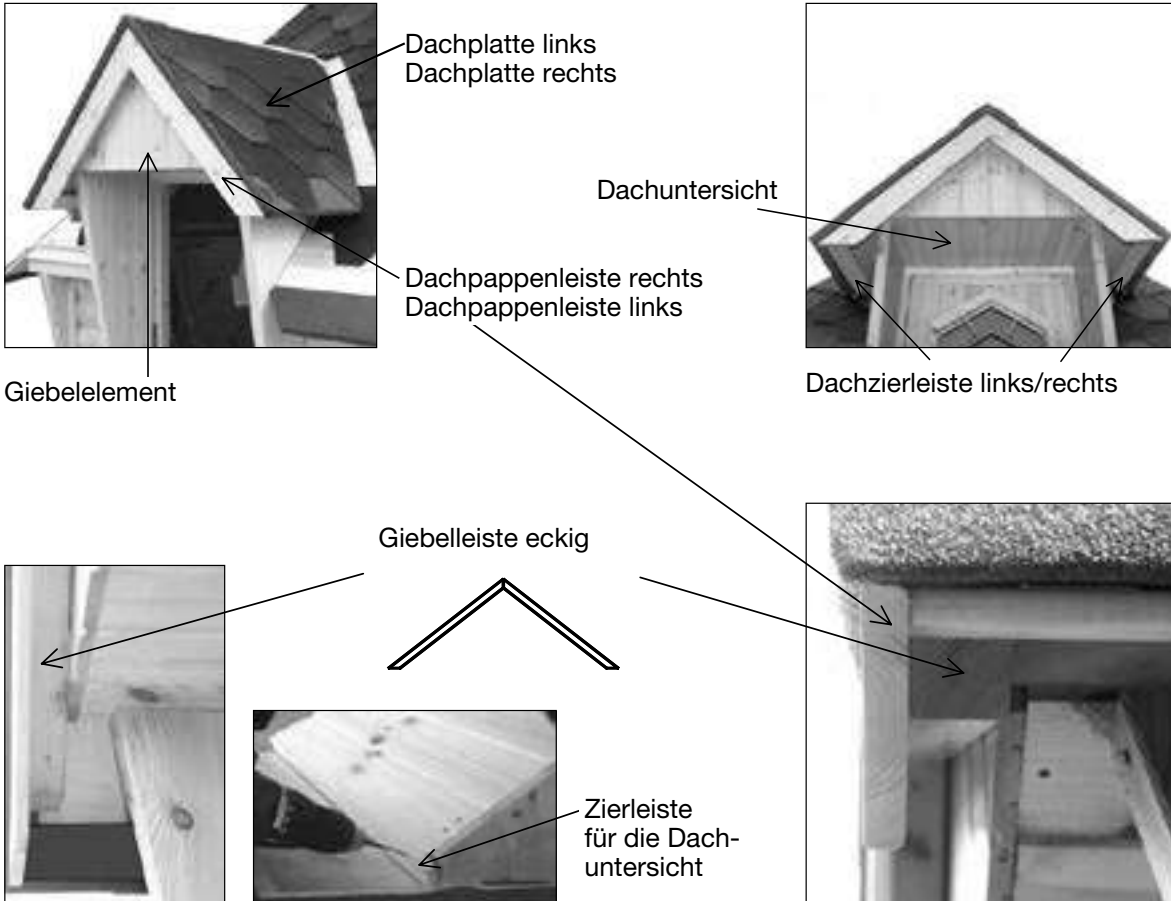 Dachplatte links
Dachplatte rechts
Dachuntersicht
Dachpappenleiste rechts
Dachpappenleiste links
Giebelelement
Dachzierleiste links/rechts
Giebelleiste eckig
Zierleiste
für die Dach-
untersicht